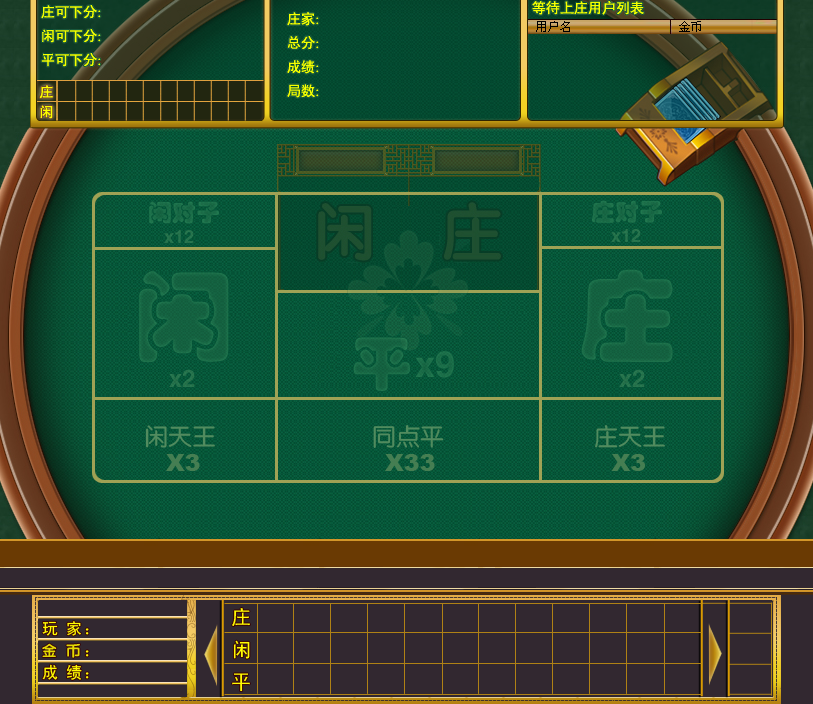 庄可下分:
闲可下分:
平可下分:
庄
闲
庄家:
总分:
成绩:
局数:
等待上庄用户列表
用户名 金币
闲对子
x12
闲 庄
庄对子
x12
闲
x2
平x9
庄
x2
闲天王
X3
同点平
X33
庄天王
X3
玩 家：
金 币：
成 绩：
庄
闲
平